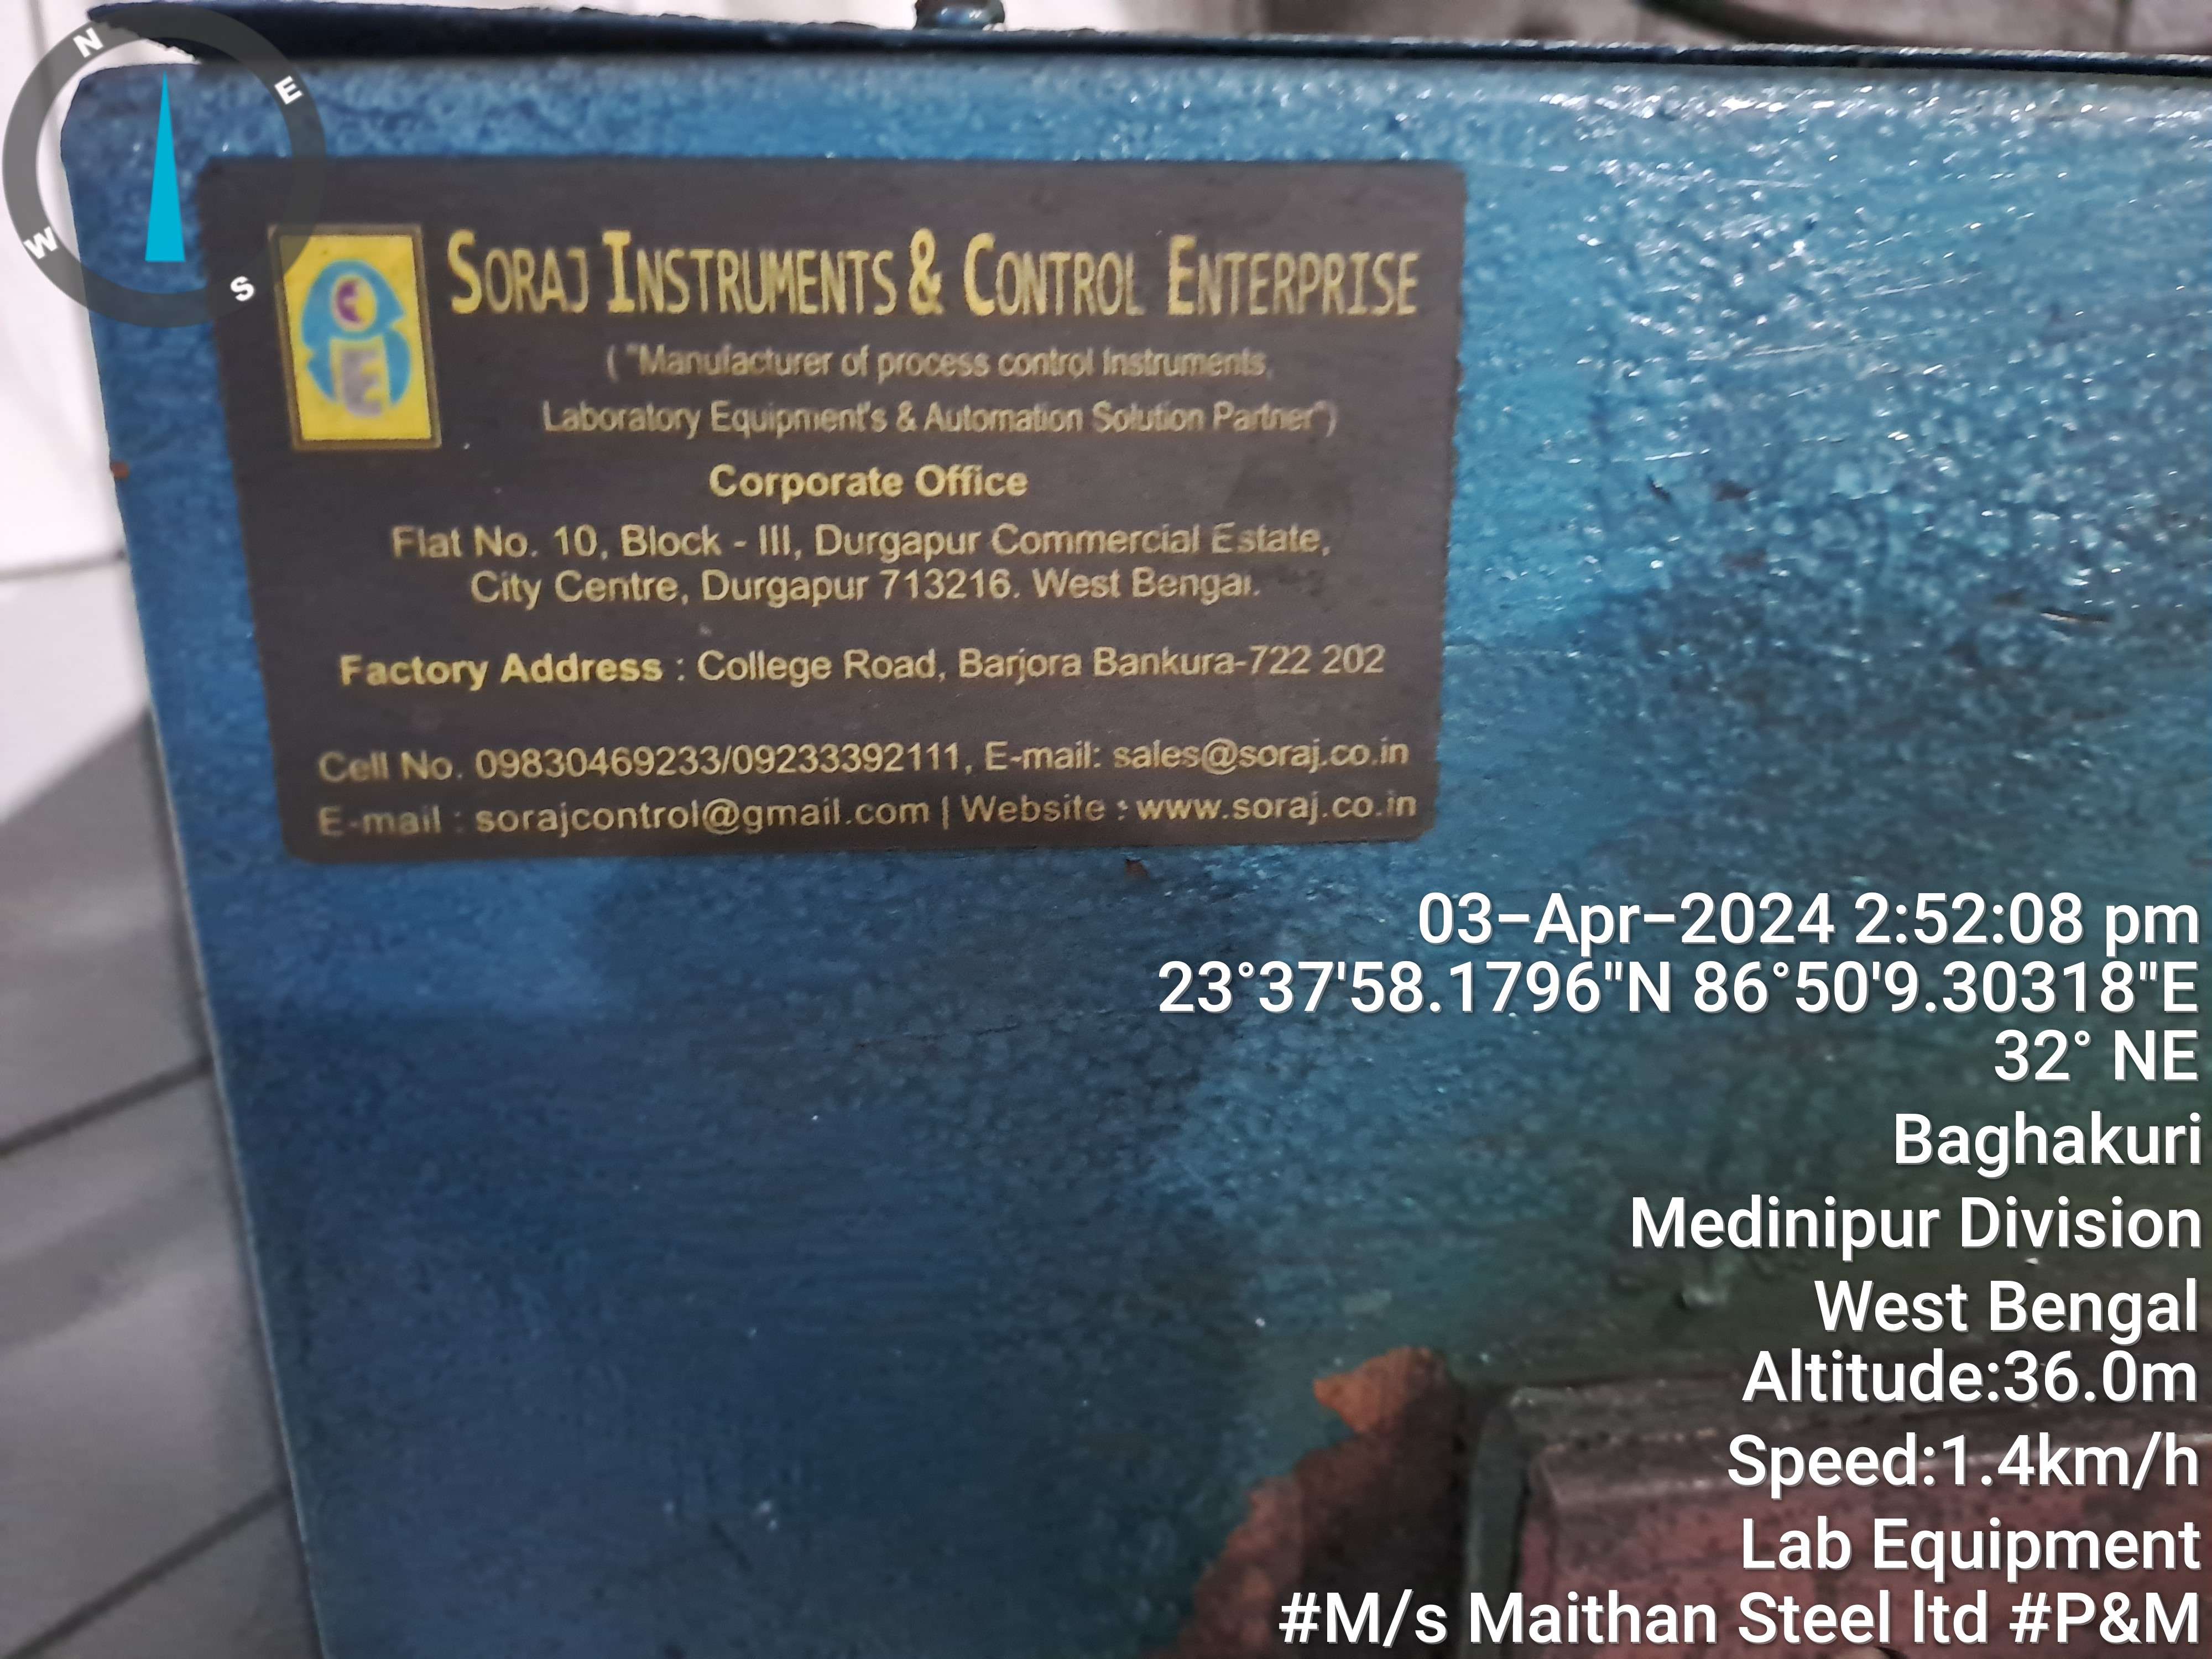 N
E
S
W
SORAJ INSTRUMENTS & CONTROL ENTERPRISE
( "Manufacturer of process control Instruments,
Laboratory Equipment's & Automation Solution Partner")
Corporate Office
Flat No. 10, Block - III, Durgapur Commercial Estate,
City Centre, Durgapur 713216. West Bengal.
Factory Address : College Road, Barjora Bankura-722 202
Cell No. 09830469233/09233392111, E-mail: sales@soraj.co.in
E-mail : sorajcontrol@gmail.com | Website : www.soraj.co.in
03-Apr-2024 2:52:08 pm
23°37'58.1796"N 86°50'9.30318"E
32° NE
Baghakuri
Medinipur Division
West Bengal
Altitude:36.0m
Speed:1.4km/h
Lab Equipment
#M/s Maithan Steel ltd #P&M